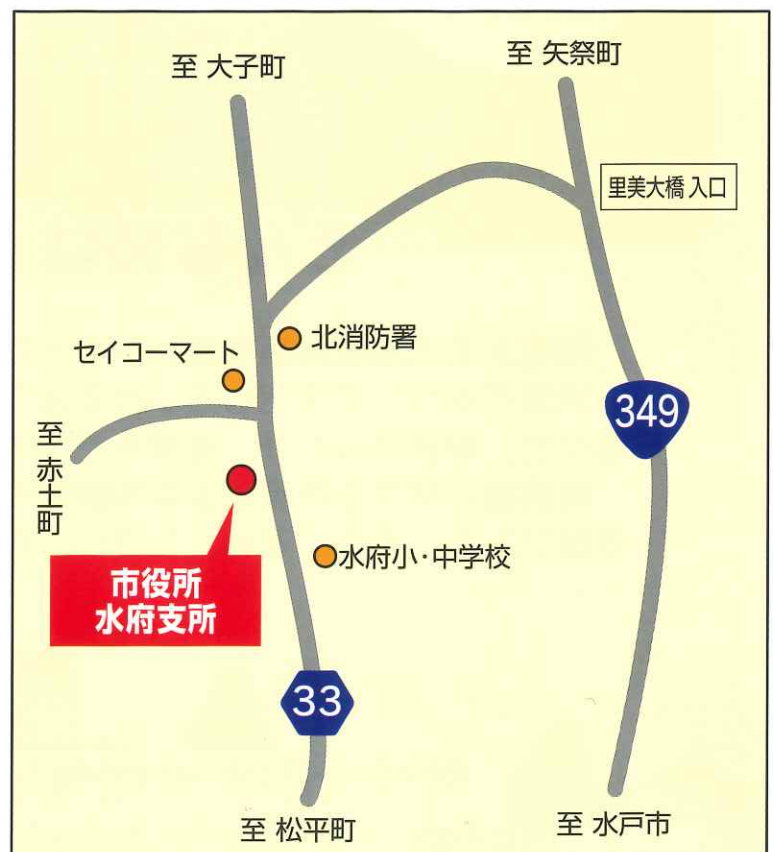 至 大子町
至 矢祭町
里美大橋 入口
北消防署
セイコーマート
349
至赤土町
水府小・中学校
市役所
水府支所
33
至 松平町
至 水戸市